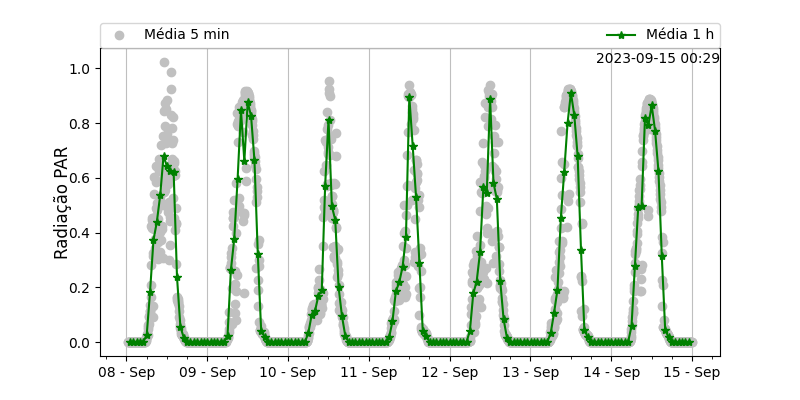 Média 5 min
Média 1 h
2023-09-15 00:29
Radiação PAR
1.0
0.8
0.6
0.4
0.2
0.0
08 - Sep
09 - Sep
10 - Sep
11 - Sep
12 - Sep
13 - Sep
14 - Sep
15 - Sep